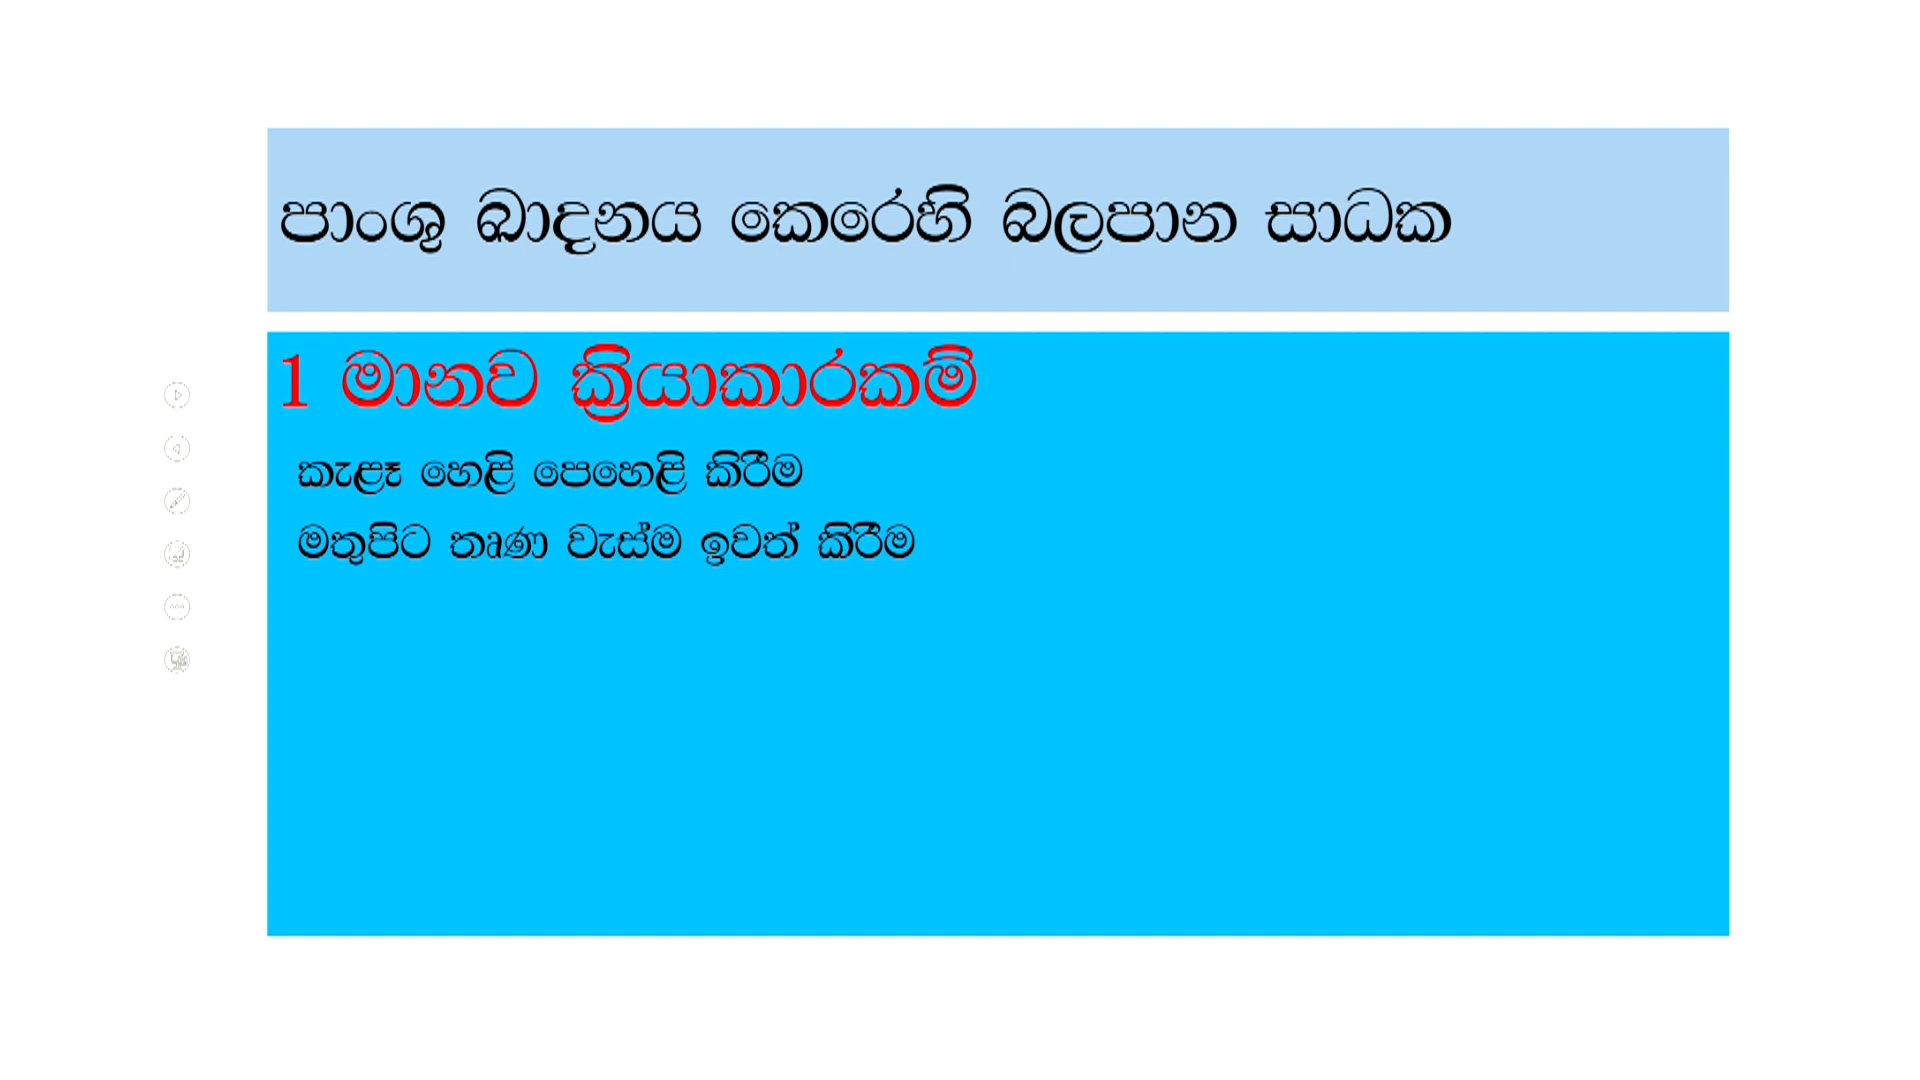 පාංශු ඛාදනය කෙරෙහි බලපාන සාධක
1 මානව ක්‍රියාකාරකම්
කැළෑ හෙළි පෙහෙළි කිරීම
මතුපිට තෘණ වැස්ම ඉවත් කිරීම